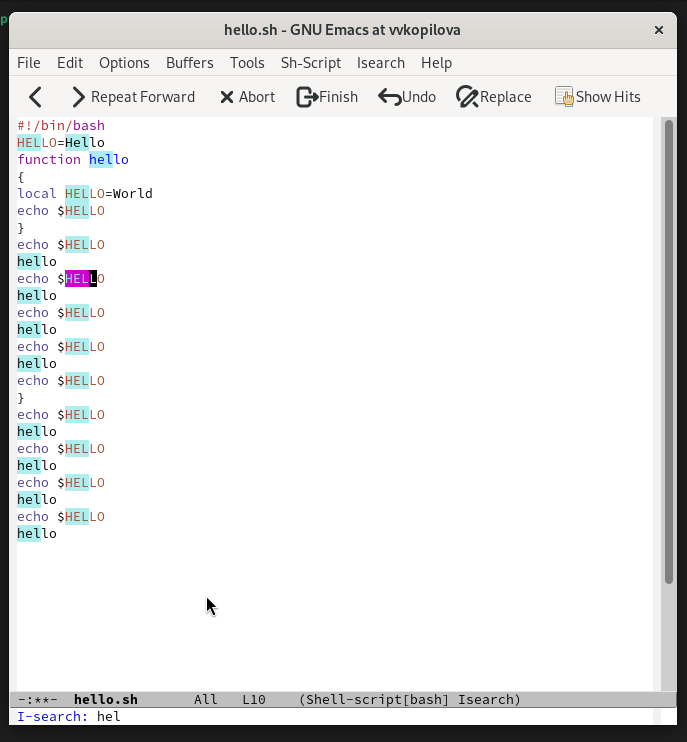 p
hello.sh - GNU Emacs at vvkopilova ×
File Edit Options Buffers Tools Sh-Script Isearch Help
Repeat Forward Abort Finish Undo Replace Show Hits
#!/bin/bash
HELLO=Hello
function hello
{
local HELLO=World
echo $HELLO
}
echo $HELLO
hello
echo $HELLO
hello
echo $HELLO
hello
echo $HELLO
hello
echo $HELLO
}
echo $HELLO
hello
echo $HELLO
hello
echo $HELLO
hello
echo $HELLO
hello
-:**- hello.sh All L10 (Shell-script[bash] Isearch)
I-search: hel